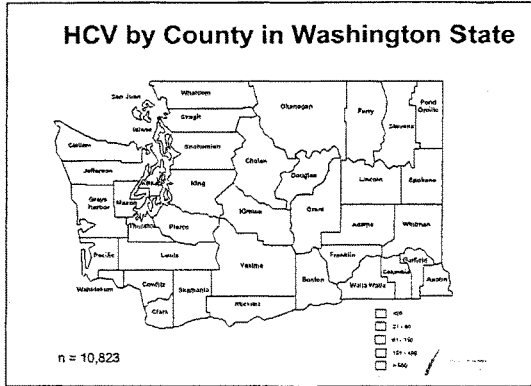 HCV by County in Washington State
San Juan
Whatcom
Okanogan
Ferry
Stevens
Pend
Oreille
Skagit
Island
Snohomish
Clallam
Chelan
Jefferson
Douglas
Lincoln
Spokane
King
Grays
harbor
Mason
Kittitas
Grant
Thurston
Pierce
Adams
Whitman
Pacific
Lewis
Yakima
Franklin
Garfield
Columbia
Cowlitz
Benton
Walla Walla
Asotin
Wahkiakum
Skamania
Klickitat
Clark
n = 10,823